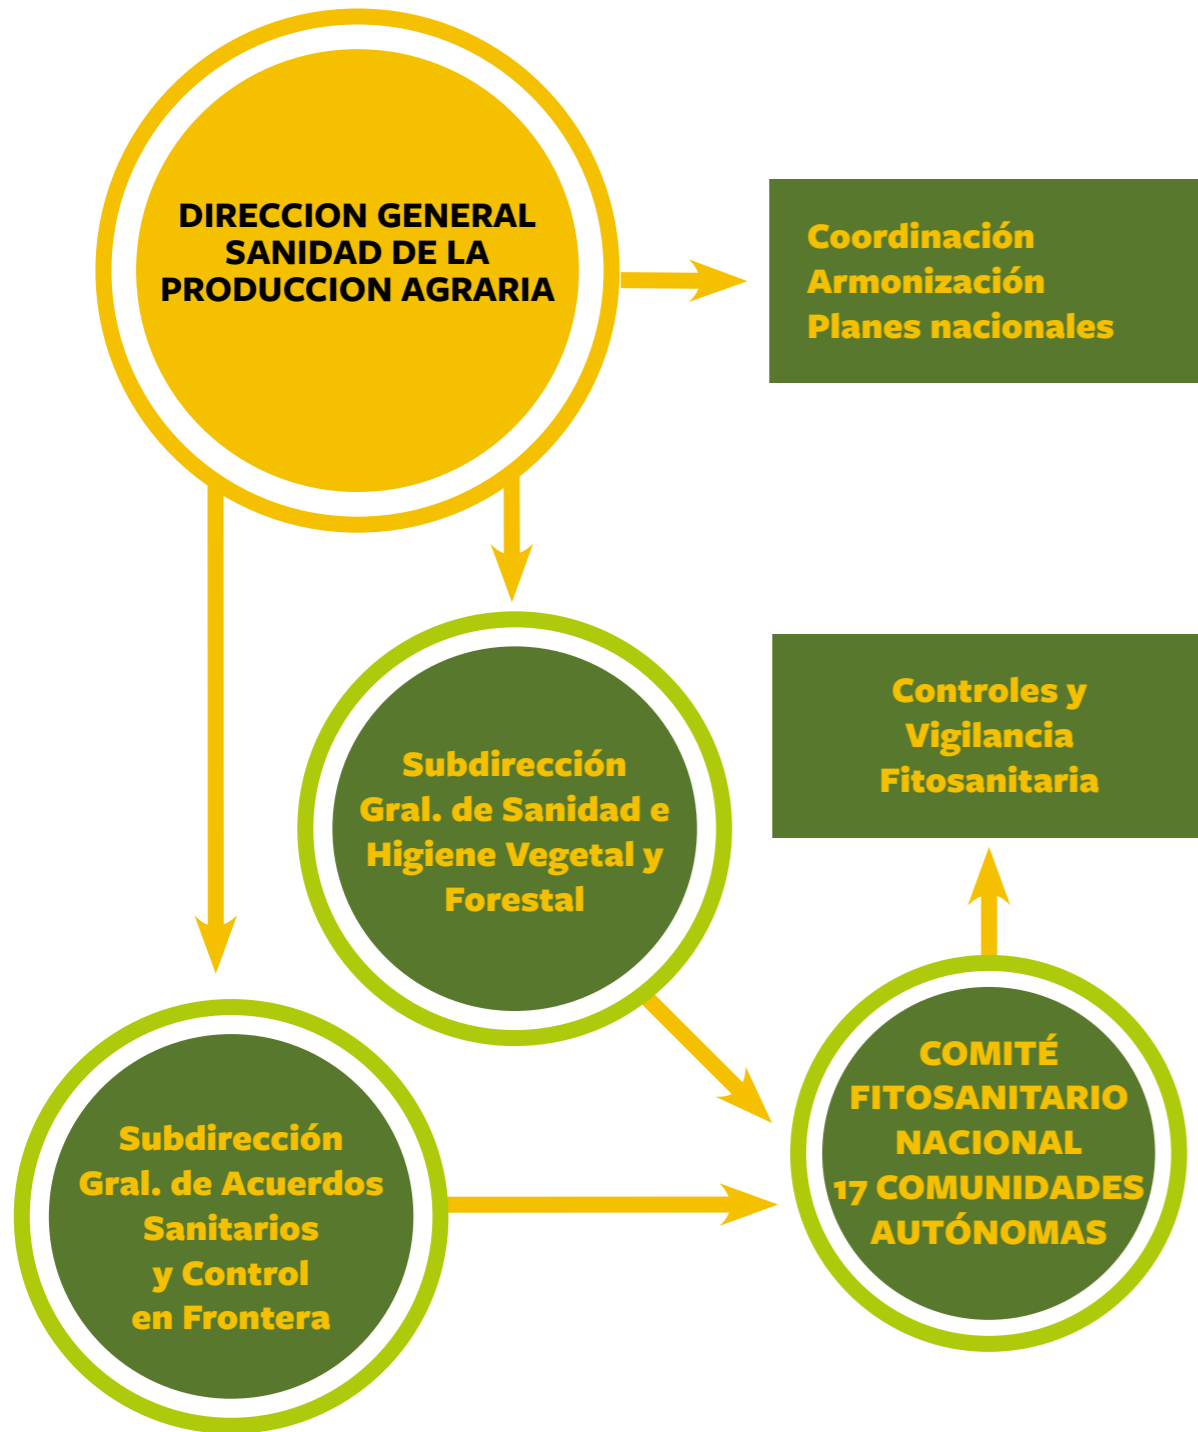 DIRECCION GENERAL
SANIDAD DE LA
PRODUCCION AGRARIA
Coordinación
Armonización
Planes nacionales
Subdirección
Gral. de Sanidad e
Higiene Vegetal y
Forestal
Controles y
Vigilancia
Fitosanitaria
Subdirección
Gral. de Acuerdos
Sanitarios
y Control
en Frontera
COMITÉ
FITOSANITARIO
NACIONAL
17 COMUNIDADES
AUTÓNOMAS